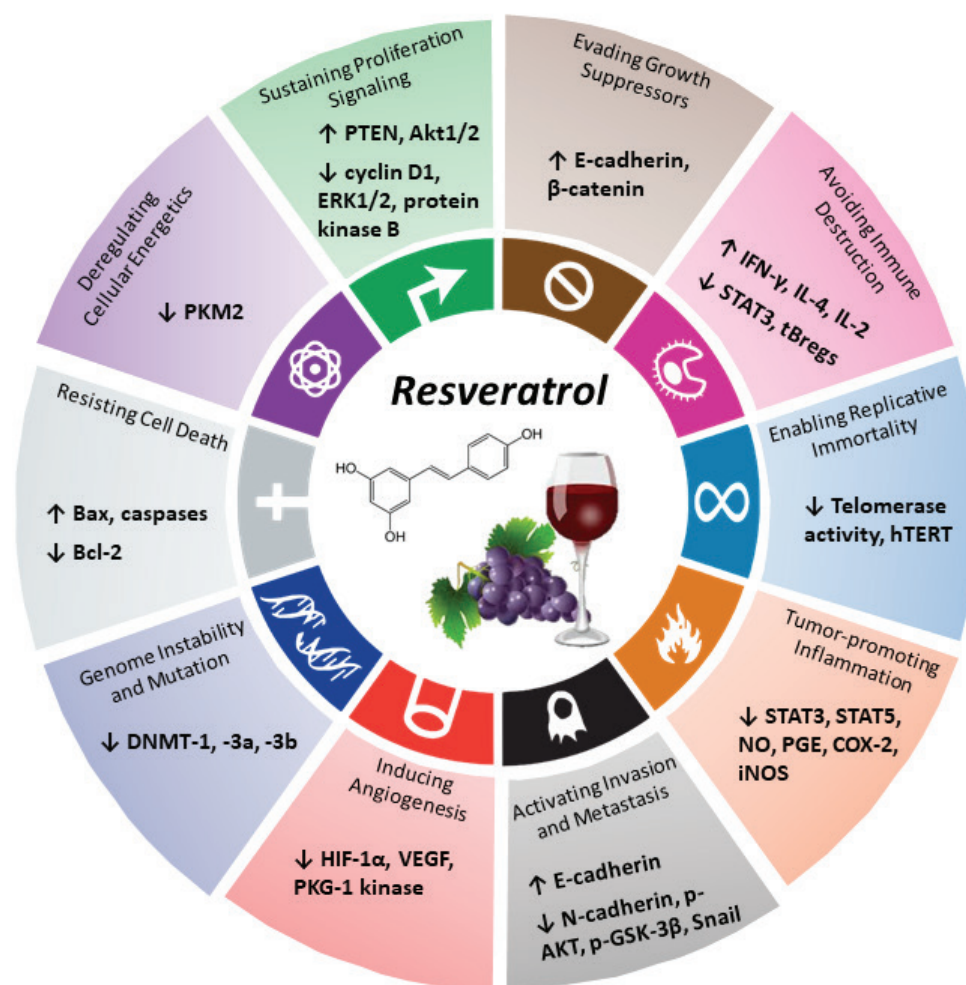 Sustaining Proliferation
Signaling
↑ PTEN, Akt1/2
↓ cyclin D1,
ERK1/2, protein
kinase B
Evading Growth
Suppressors
↑ E-cadherin,
β-catenin
Avoiding Immune
Destruction
↑ IFN-γ, IL-4, IL-2
↓ STAT3, tBregs
Enabling Replicative
Immortality
↓ Telomerase
activity, hTERT
Tumor-promoting
Inflammation
↓ STAT3, STAT5,
NO, PGE, COX-2,
iNOS
Activating Invasion
and Metastasis
↑ E-cadherin
↓ N-cadherin, p-
AKT, p-GSK-3β, Snail
Inducing
Angiogenesis
↓ HIF-1α, VEGF,
PKG-1 kinase
Genome Instability
and Mutation
↓ DNMT-1, -3a, -3b
Resisting Cell Death
↑ Bax, caspases
↓ Bcl-2
Deregulating
Cellular Energetics
↓ PKM2
Resveratrol
OH
HO
OH